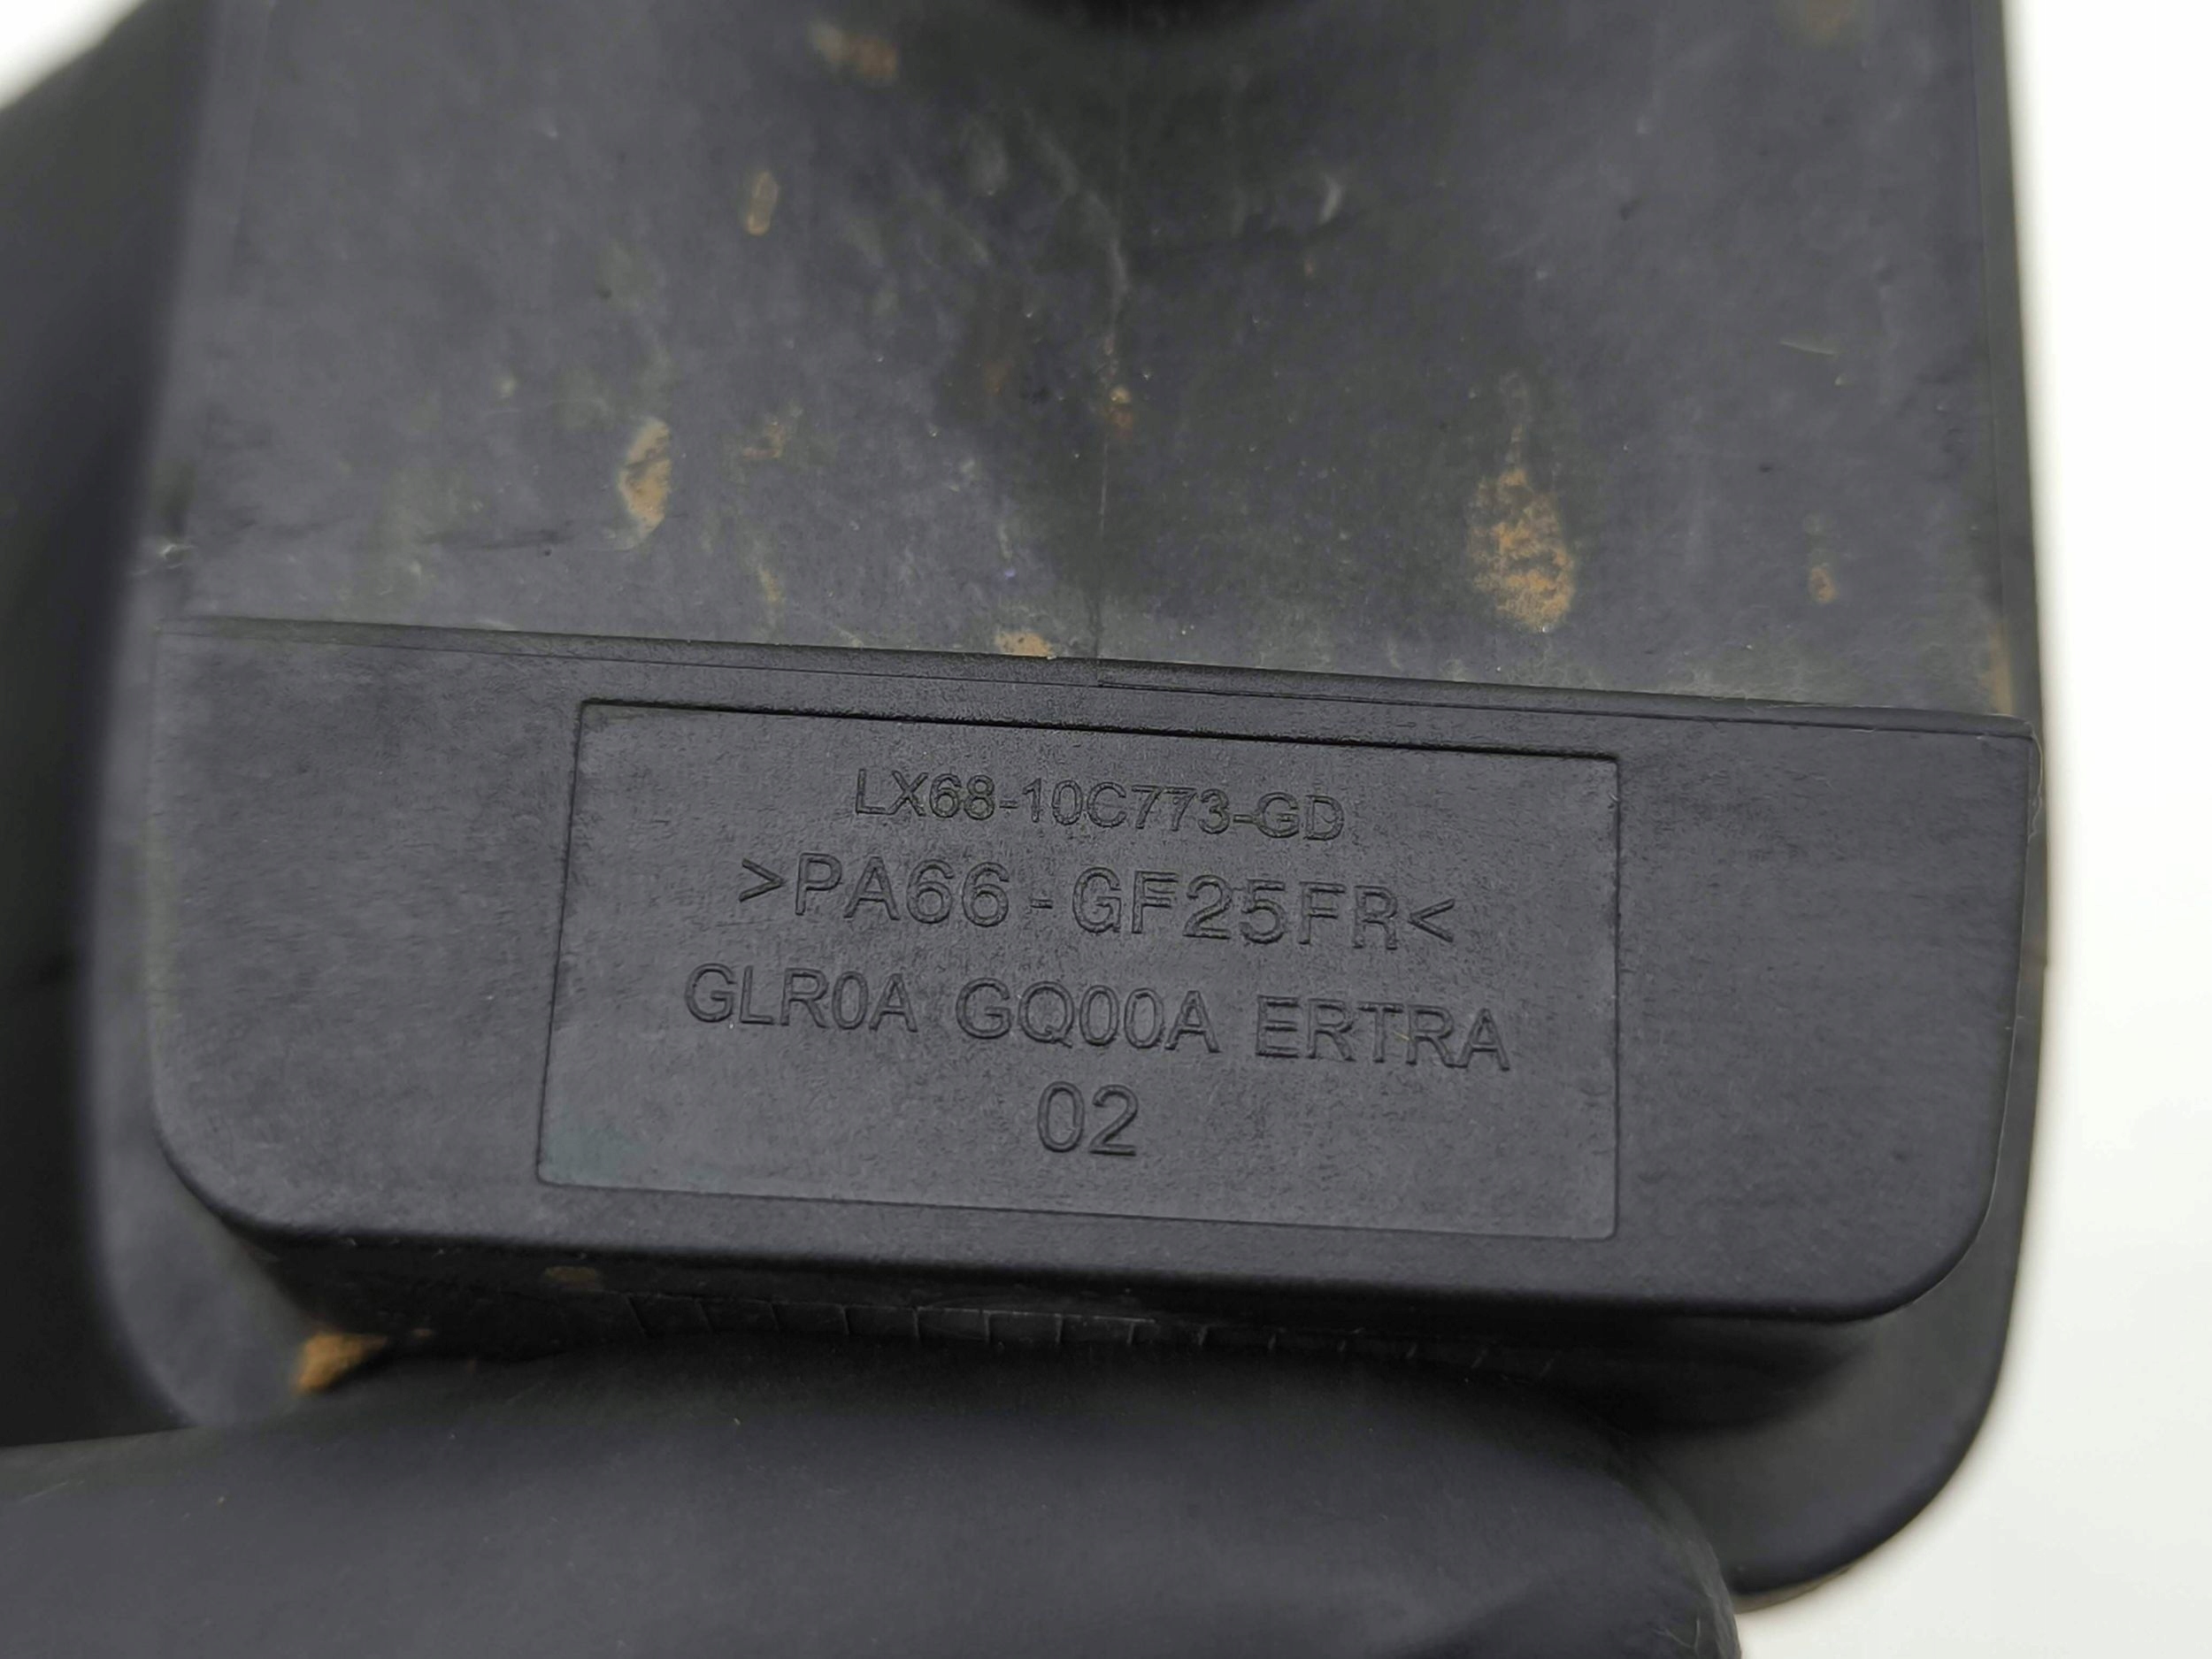 LX68-10C773-GD
>PA66-GF25FR<
GLR0A GQ00A ERTRA
02